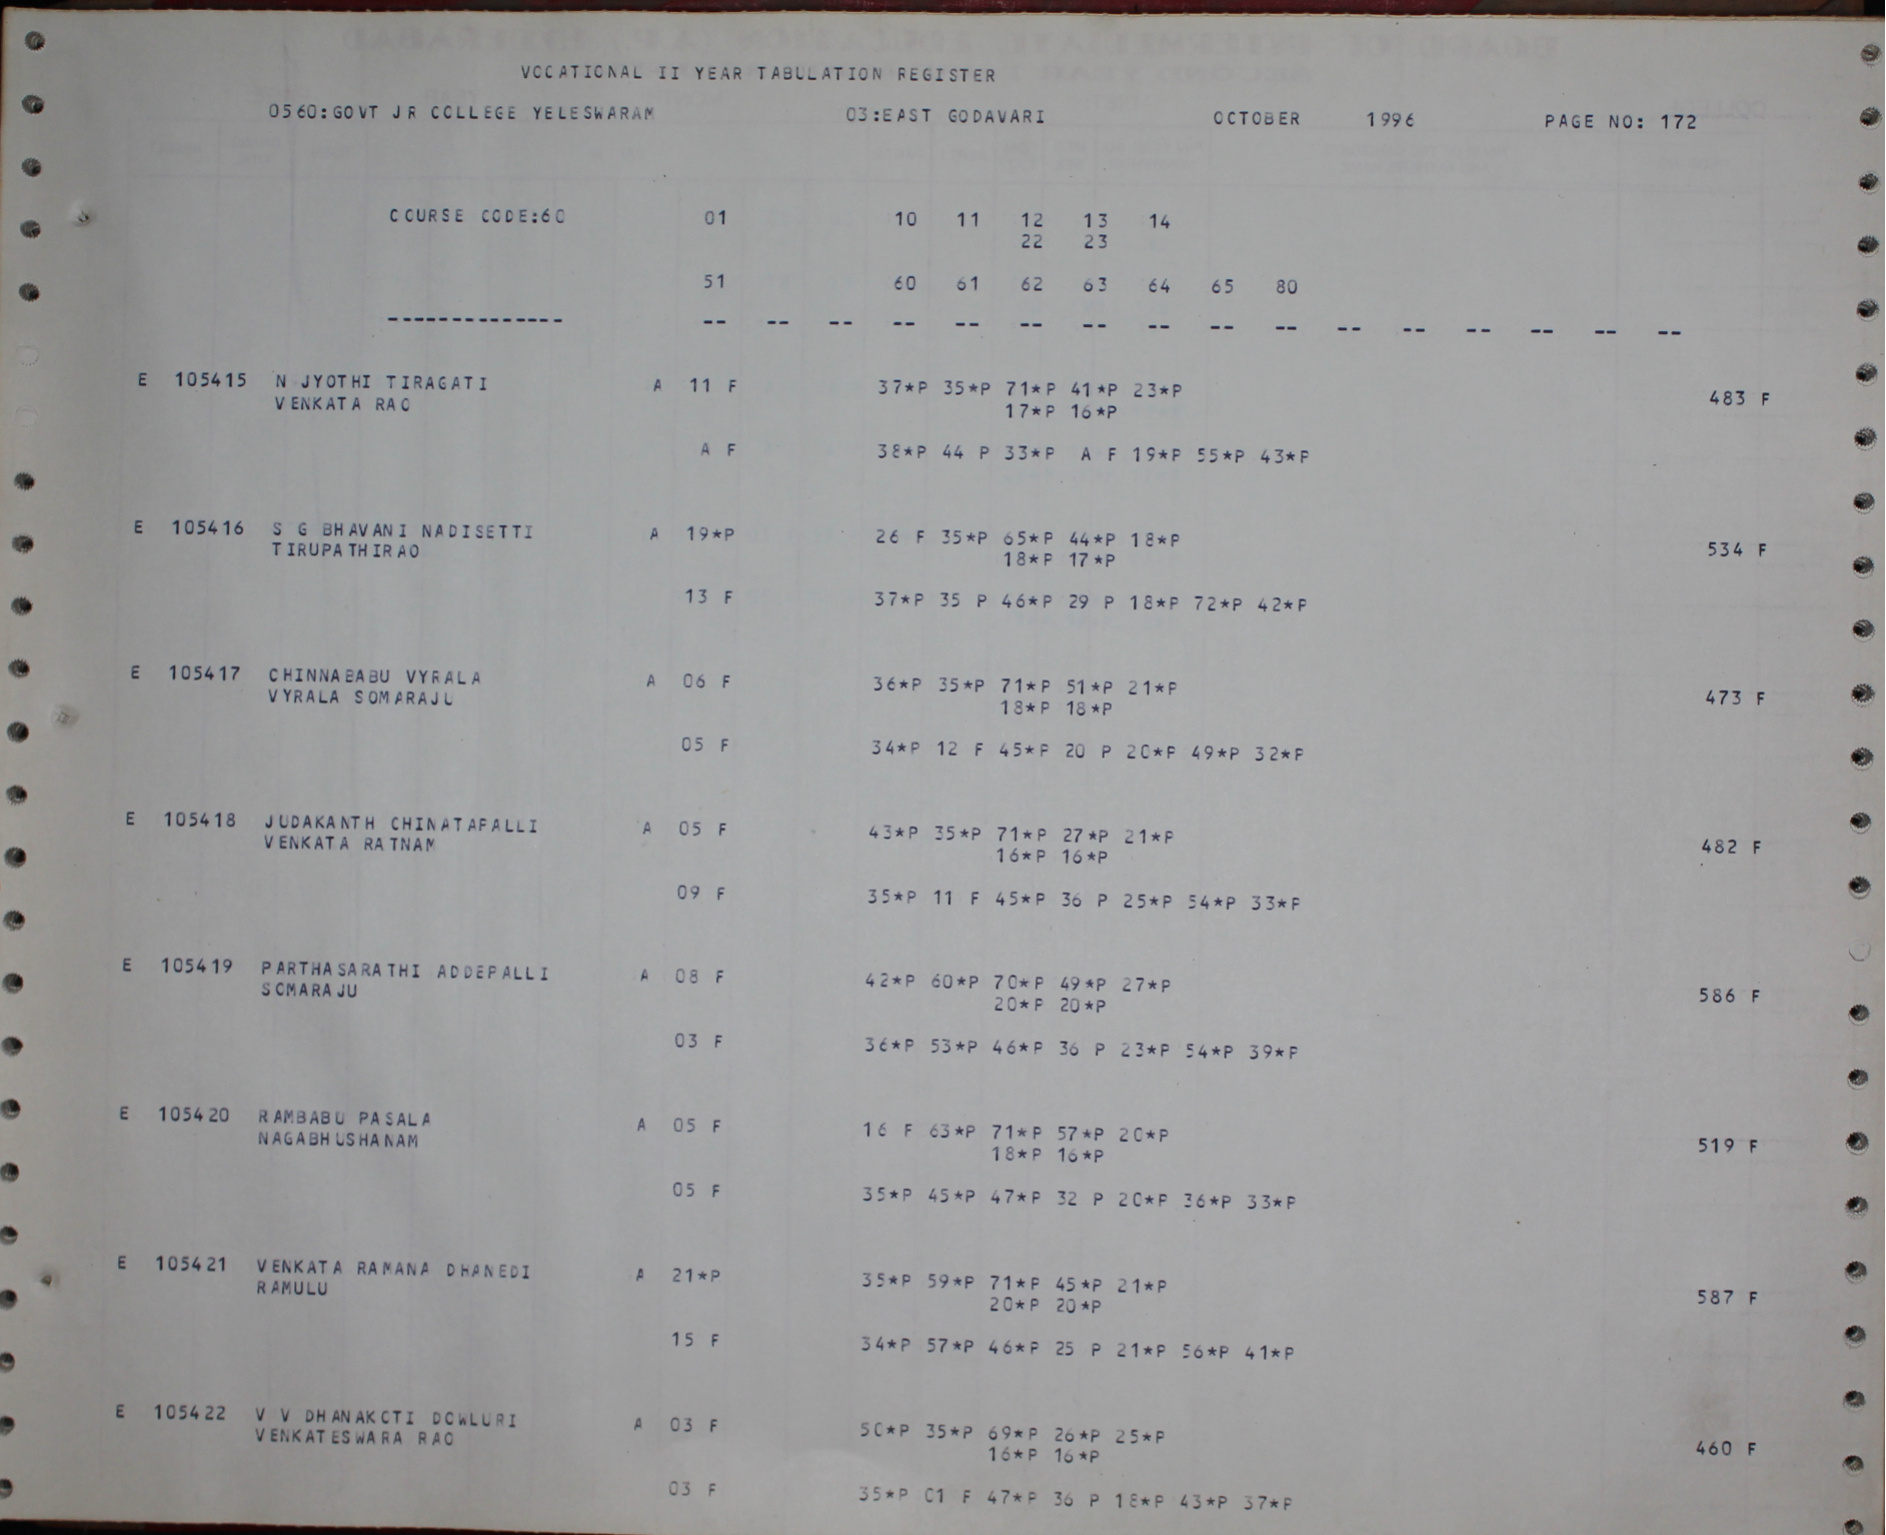 VOCATIONAL II YEAR TABULATION REGISTER
0560:GOVT JR COLLEGE YELESWARAM 03:EAST GODAVARI OCTOBER 1996 PAGE NO: 172
COURSE CODE:60 01 10 11 12 13 14
22 23
51 60 61 62 63 64 65 80
-------------- -- -- -- -- -- -- -- -- -- -- -- -- -- -- -- --
E 105415 N JYOTHI TIRAGATI A 11 F 37*P 35*P 71*P 41*P 23*P
VENKATA RAO 17*P 16*P 483 F
A F 38*P 44 P 33*P A F 19*P 55*P 43*P
E 105416 S G BHAVANI NADISETTI A 19*P 26 F 35*P 65*P 44*P 18*P
TIRUPATHIRAO 18*P 17*P 534 F
13 F 37*P 35 P 46*P 29 P 18*P 72*P 42*P
E 105417 CHINNABABU VYRALA A 06 F 36*P 35*P 71*P 51*P 21*P
VYRALA SOMARAJU 18*P 18*P 473 F
05 F 34*P 12 F 45*P 20 P 20*P 49*P 32*P
E 105418 JUDAKANTH CHINATAPALLI A 05 F 43*P 35*P 71*P 27*P 21*P
VENKATA RATNAM 16*P 16*P 482 F
09 F 35*P 11 F 45*P 36 P 25*P 54*P 33*P
E 105419 PARTHASARATHI ADDEPALLI A 08 F 42*P 60*P 70*P 49*P 27*P
SOMARAJU 20*P 20*P 586 F
03 F 36*P 53*P 46*P 36 P 23*P 54*P 39*P
E 105420 RAMBABU PASALA A 05 F 16 F 63*P 71*P 57*P 20*P
NAGABHUSHANAM 18*P 16*P 519 F
05 F 35*P 45*P 47*P 32 P 20*P 36*P 33*P
E 105421 VENKATA RAMANA DHANEDI A 21*P 35*P 59*P 71*P 45*P 21*P
RAMULU 20*P 20*P 587 F
15 F 34*P 57*P 46*P 25 P 21*P 56*P 41*P
E 105422 V V DHANAKOTI DOWLURI A 03 F 50*P 35*P 69*P 26*P 25*P
VENKATESWARA RAO 16*P 16*P 460 F
03 F 35*P 01 F 47*P 36 P 18*P 43*P 37*P